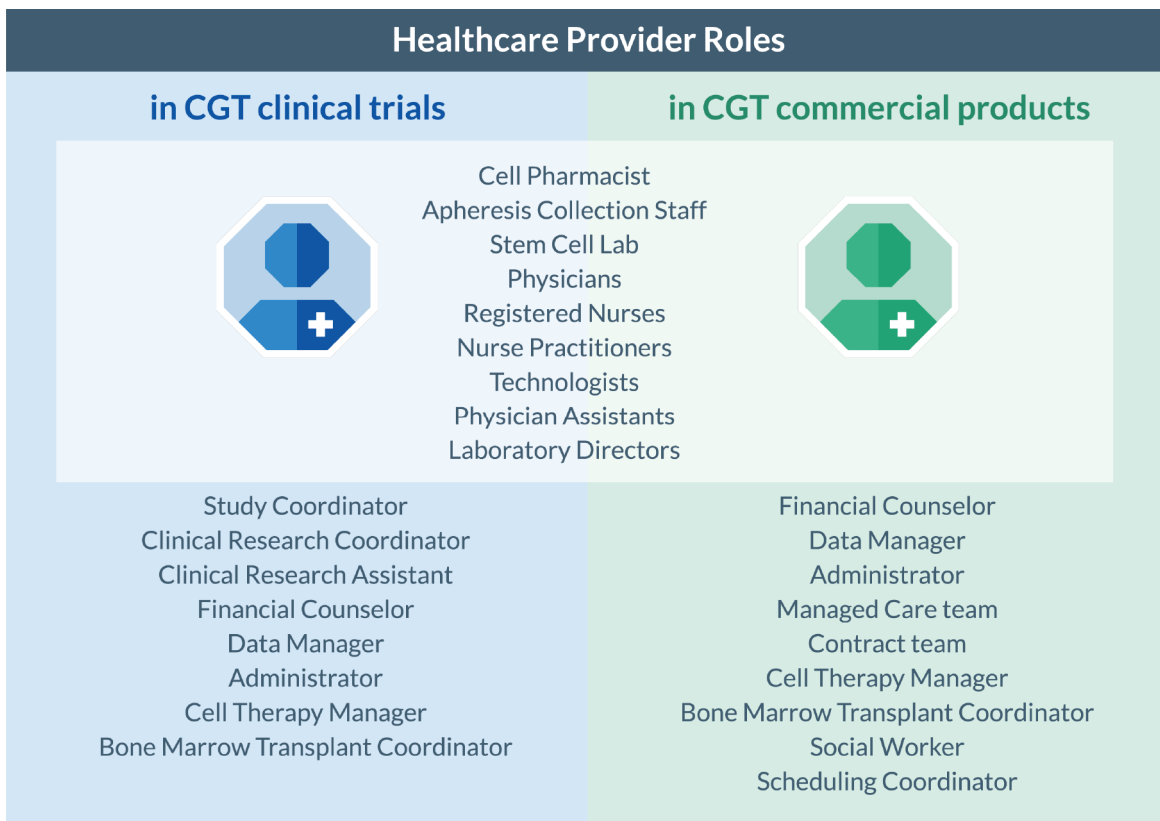 Healthcare Provider Roles
in CGT clinical trials
in CGT commercial products
Cell Pharmacist
Apheresis Collection Staff
Stem Cell Lab
Physicians
Registered Nurses
Nurse Practitioners
Technologists
Physician Assistants
Laboratory Directors
Study Coordinator
Clinical Research Coordinator
Clinical Research Assistant
Financial Counselor
Data Manager
Administrator
Cell Therapy Manager
Bone Marrow Transplant Coordinator
Financial Counselor
Data Manager
Administrator
Managed Care team
Contract team
Cell Therapy Manager
Bone Marrow Transplant Coordinator
Social Worker
Scheduling Coordinator